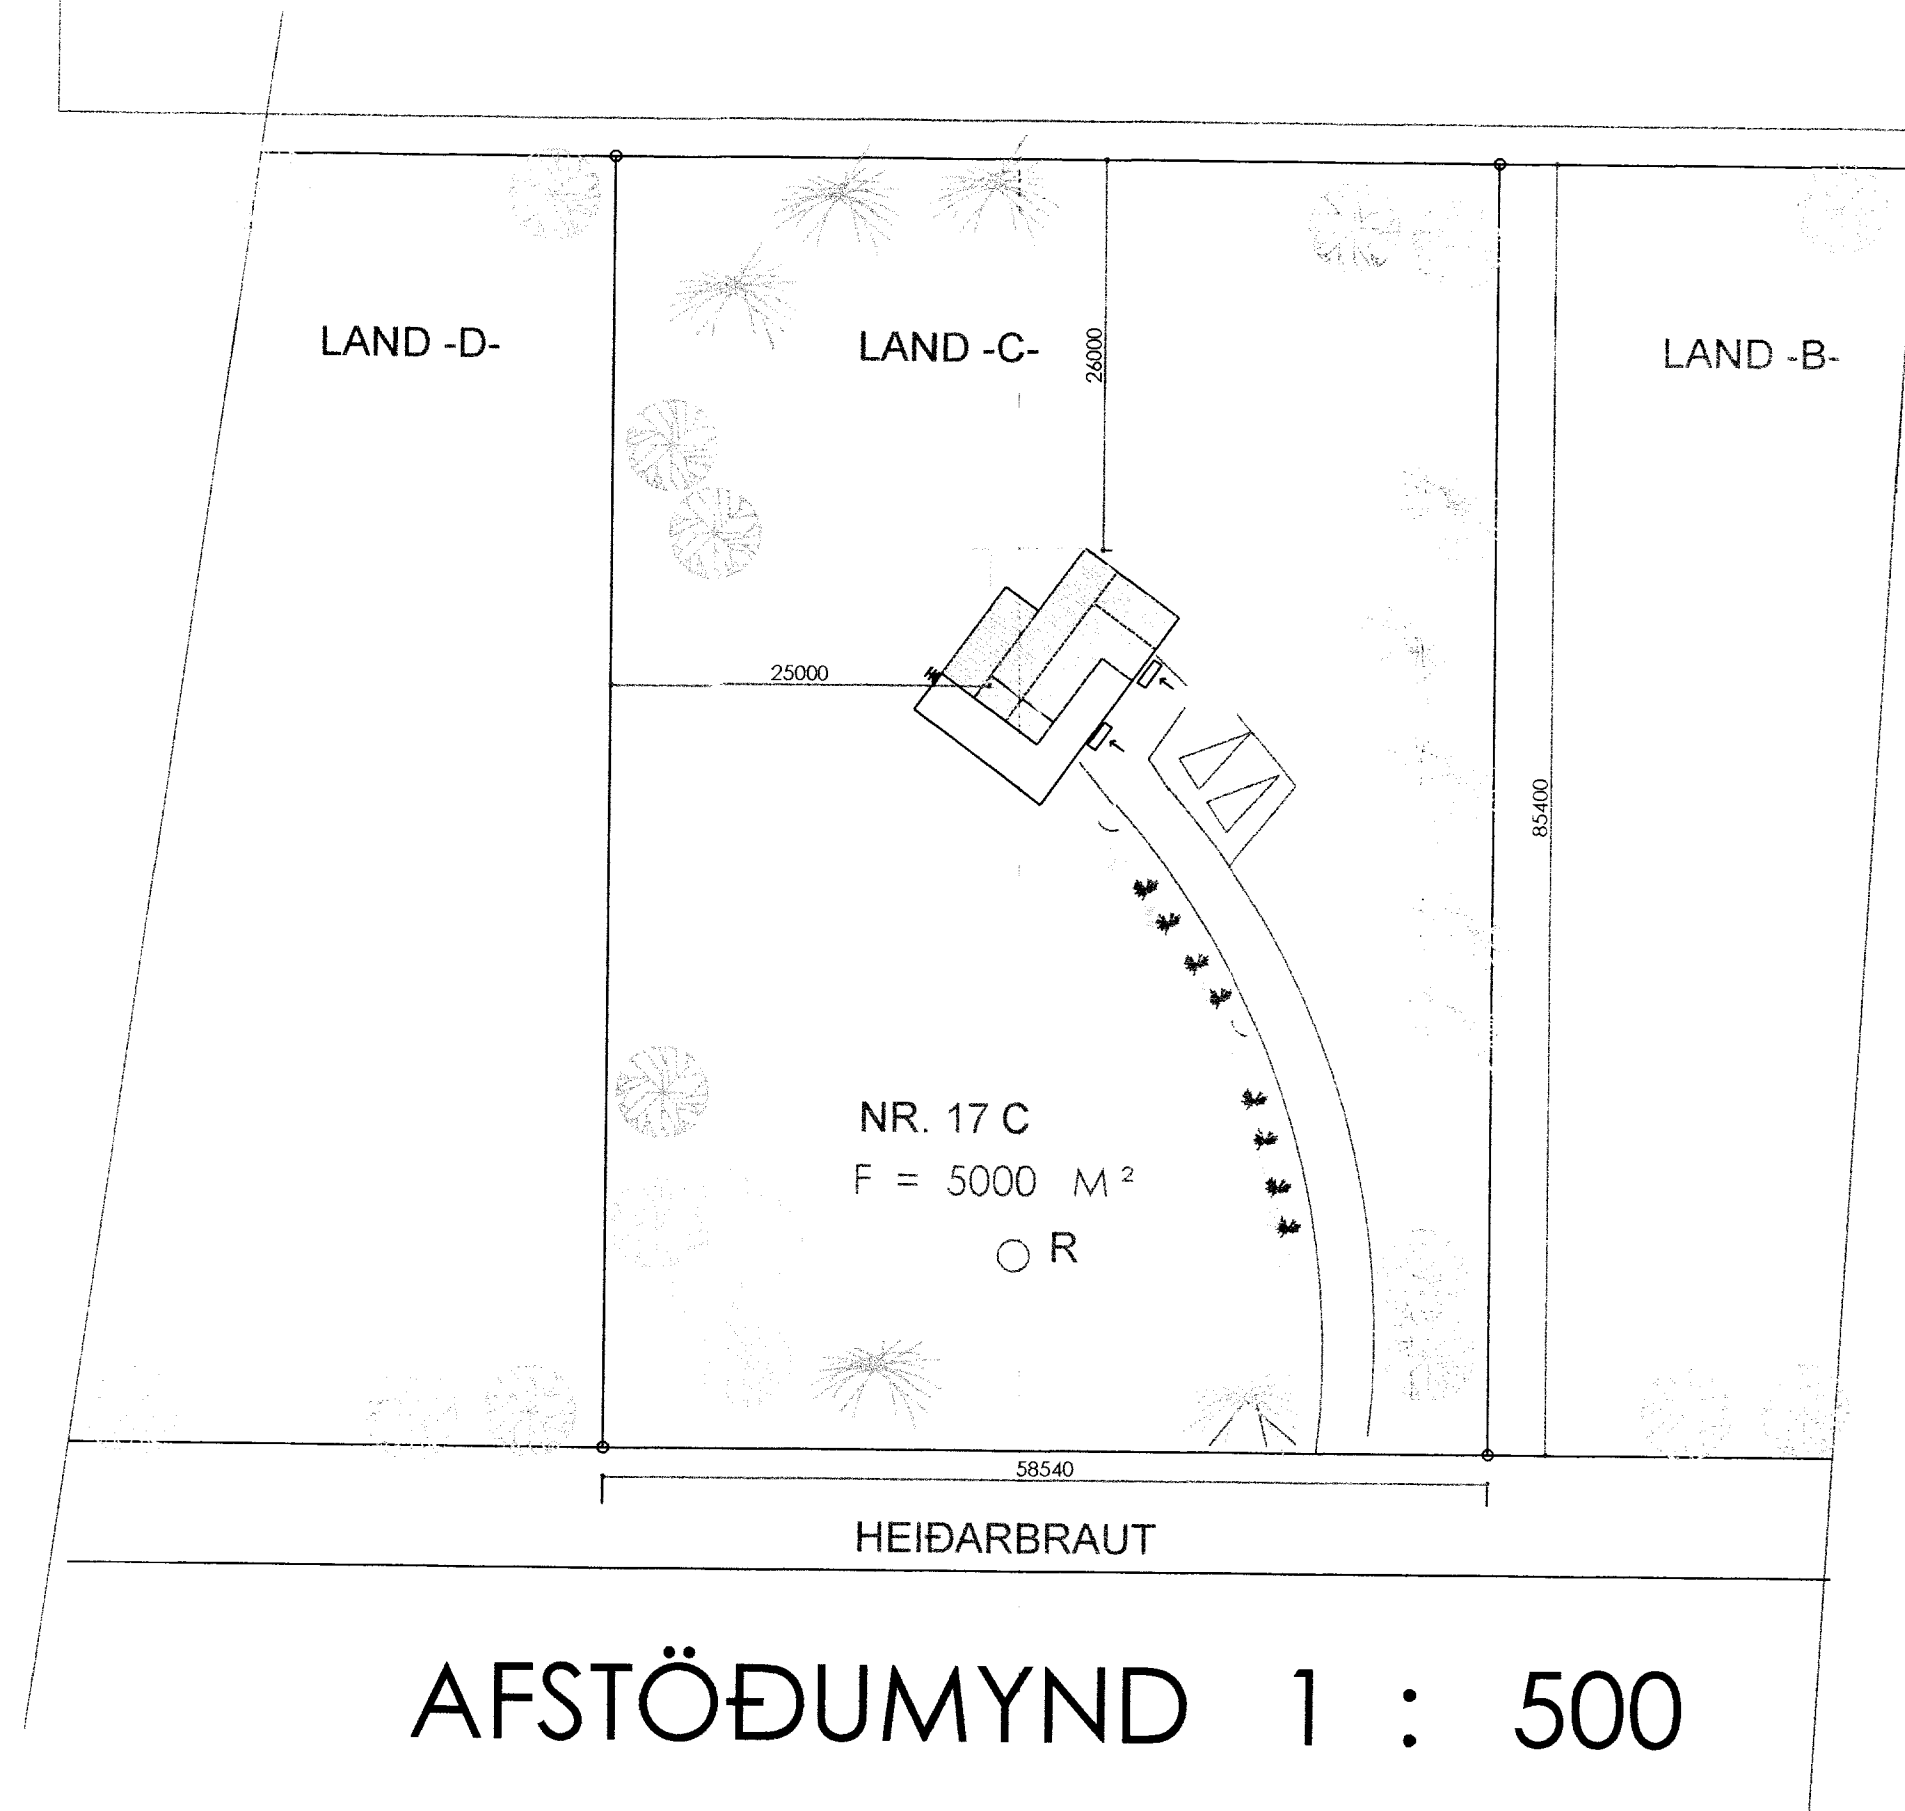 LAND -D-
LAND -C-
LAND -B-
26000
25000
85400
NR. 17 C
F = 5000 M²
R
58540
HEIÐARBRAUT
AFSTÖÐUMYND 1 : 500